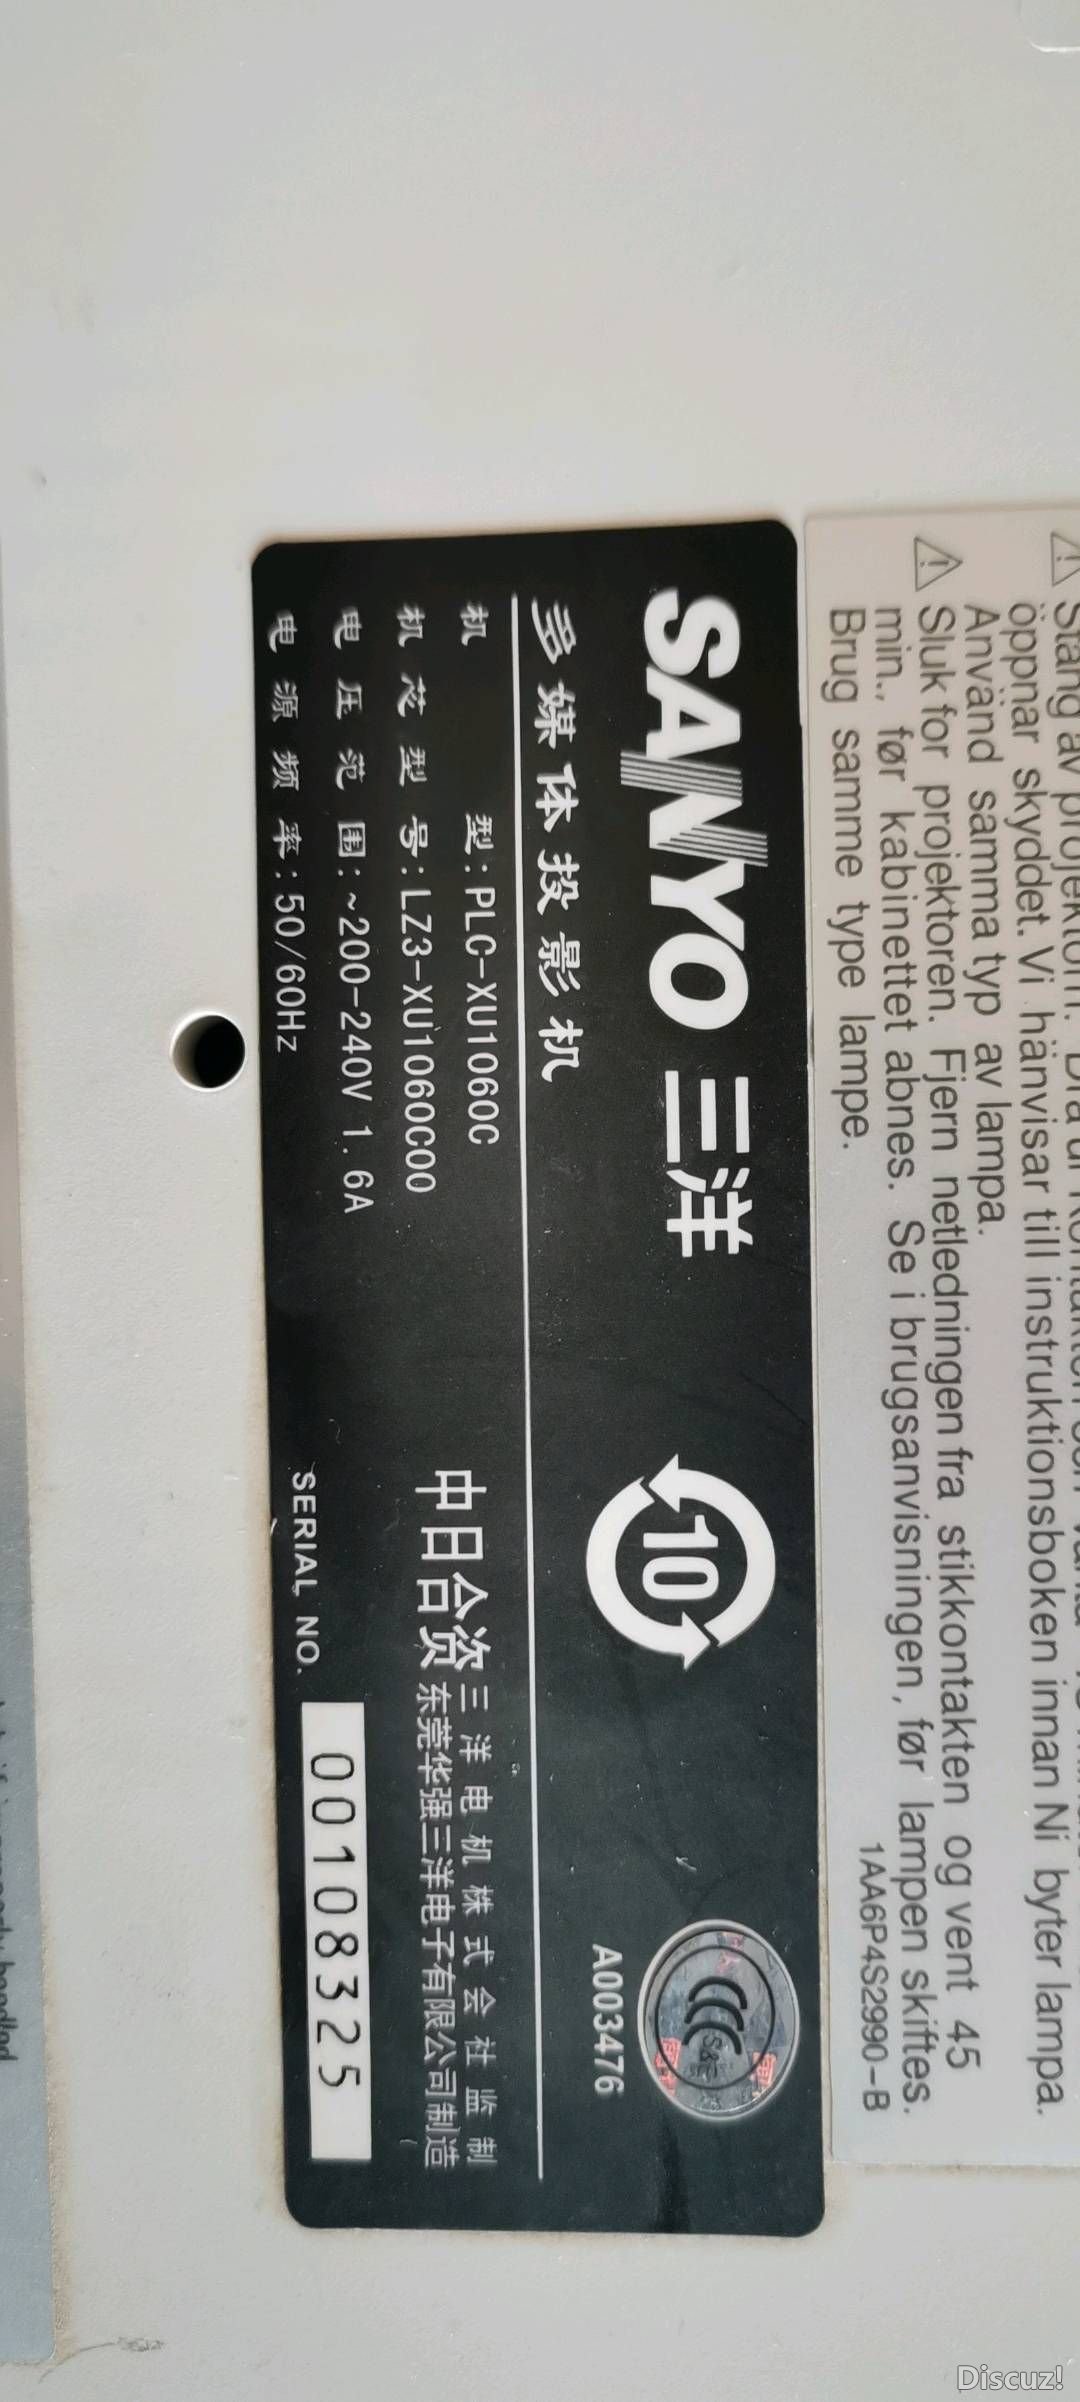 Använd samma typ av lampa.
öppnar skyddet. Vi hänvisar till instruktionsboken innan Ni byter lampa.
⚠ Sluk for projektoren. Fjern netledningen fra stikkontakten og vent 45
min., før kabinettet abnes. Se i brugsanvisningen, før lampen skiftes.
Brug samme type lampe.
1AA6P4S2990-B
SANYO 三洋
10
CCC
S&E
A003476
多媒体投影机
机 型:PLC-XU1060C
机芯型号:LZ3-XU1060C00
电压范围:~200-240V 1.6A
电源频率:50/60Hz
中日合资
三洋电机株式会社监制
东莞华强三洋电子有限公司制造
SERIAL NO.
00108325
Discuz!